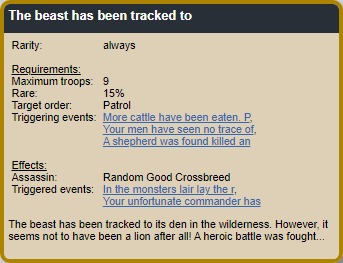 The beast has been tracked to
Rarity: always
Requirements:
Maximum troops: 9
Rare: 15%
Target order: Patrol
Triggering events: More cattle have been eaten. P,
Your men have seen no trace of,
A shepherd was found killed an
Effects:
Assassin: Random Good Crossbreed
Triggered events: In the monsters lair lay the r,
Your unfortunate commander has
The beast has been tracked to its den in the wilderness. However, it
seems not to have been a lion after all! A heroic battle was fought...